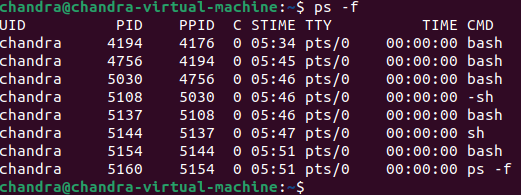 chandra@chandra-virtual-machine:~$ ps -f
UID          PID    PPID  C STIME TTY          TIME CMD
chandra     4194    4176  0 05:34 pts/0    00:00:00 bash
chandra     4756    4194  0 05:45 pts/0    00:00:00 bash
chandra     5030    4756  0 05:46 pts/0    00:00:00 bash
chandra     5108    5030  0 05:46 pts/0    00:00:00 -sh
chandra     5137    5108  0 05:46 pts/0    00:00:00 bash
chandra     5144    5137  0 05:47 pts/0    00:00:00 sh
chandra     5154    5144  0 05:51 pts/0    00:00:00 bash
chandra     5160    5154  0 05:51 pts/0    00:00:00 ps -f
chandra@chandra-virtual-machine:~$